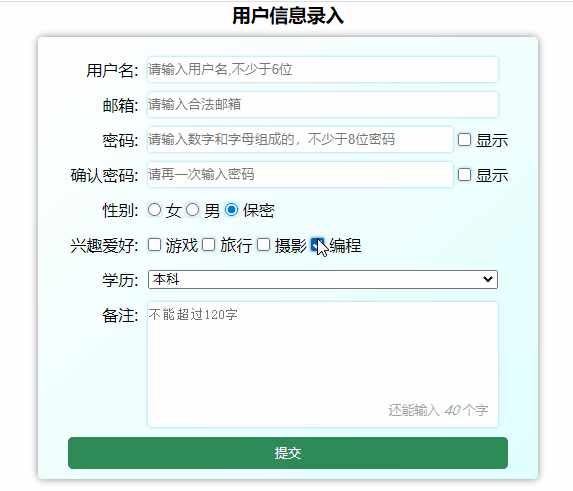 用户信息录入
用户名: 请输入用户名,不少于6位
邮箱: 请输入合法邮箱
密码: 请输入数字和字母组成的，不少于8位密码 显示
确认密码: 请再一次输入密码 显示
性别: 女 男 保密
兴趣爱好: 游戏 旅行 摄影 编程
学历: 本科
备注: 不能超过120字
还能输入 40 个字
提交